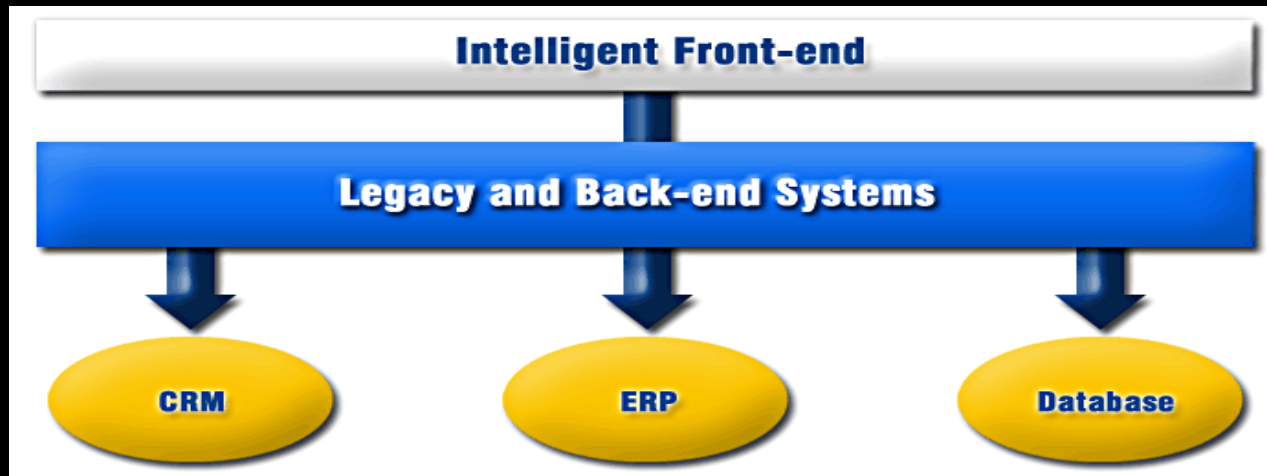 Intelligent Front-end
Legacy and Back-end Systems
CRM
ERP
Database